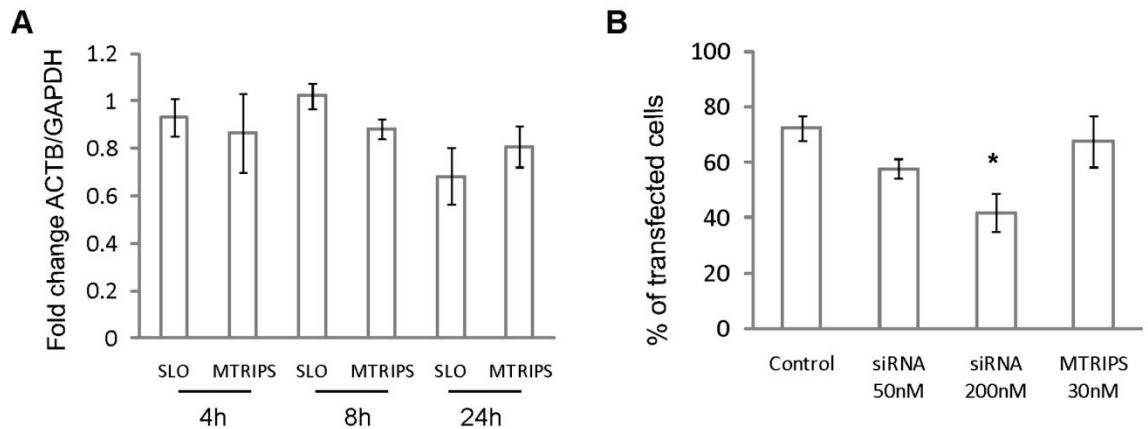 A
Fold change ACTB/GAPDH
1.2
1
0.8
0.6
0.4
0.2
0
SLO MTRIPS SLO MTRIPS SLO MTRIPS
4h 8h 24h
B
% of transfected cells
100
80
60
40
20
0
*
Control siRNA siRNA MTRIPS
50nM 200nM 30nM